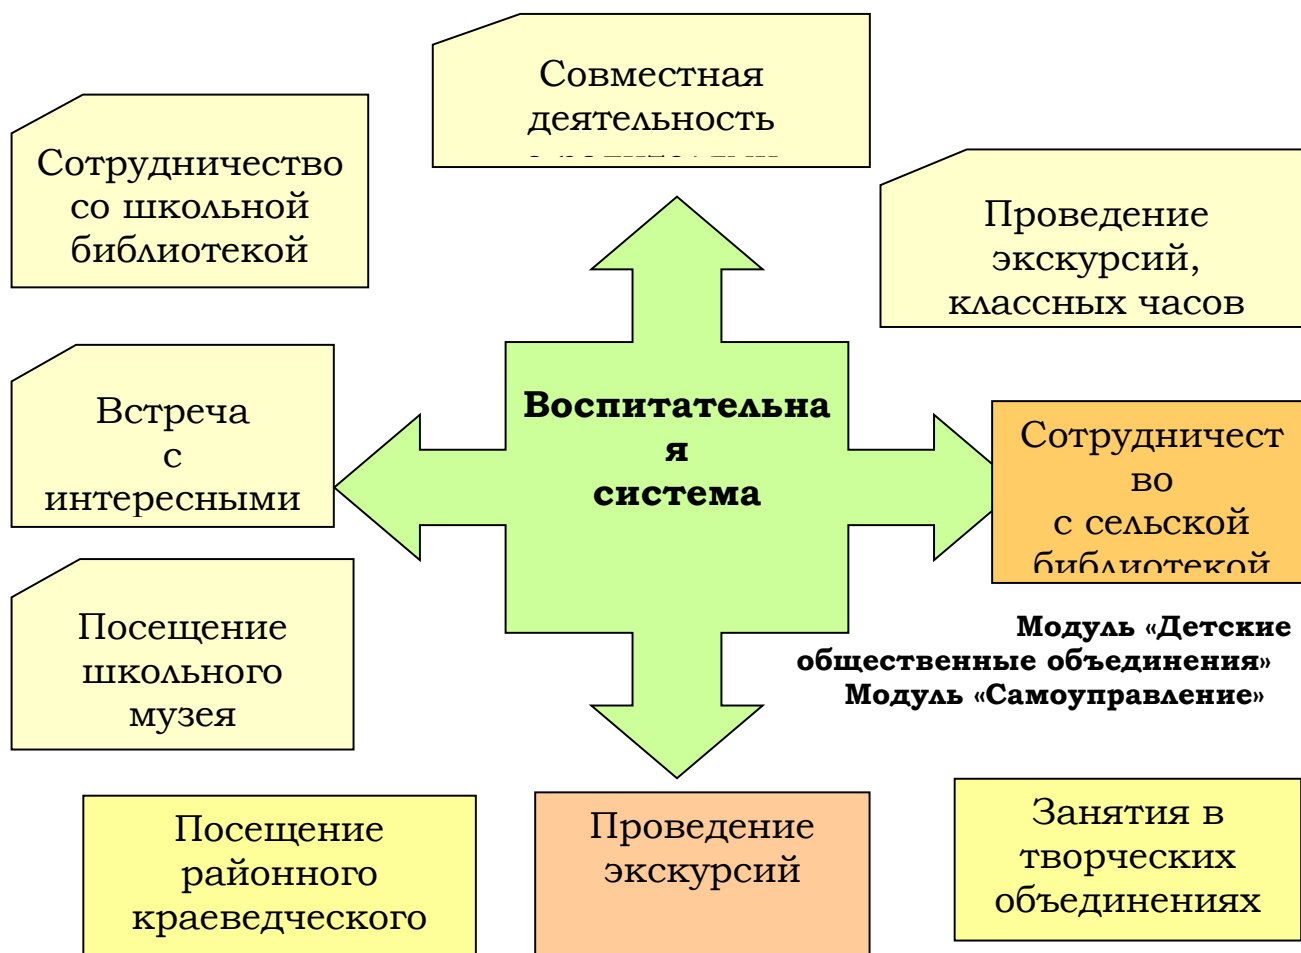 Совместная
деятельность
Сотрудничество
со школьной
библиотекой
Проведение
экскурсий,
классных часов
Встреча
с
интересными
Воспитательна
я
система
Сотрудничест
во
с сельской
библиотекой
Посещение
школьного
музея
Модуль «Детские
общественные объединения»
Модуль «Самоуправление»
Посещение
районного
краеведческого
Проведение
экскурсий
Занятия в
творческих
объединениях